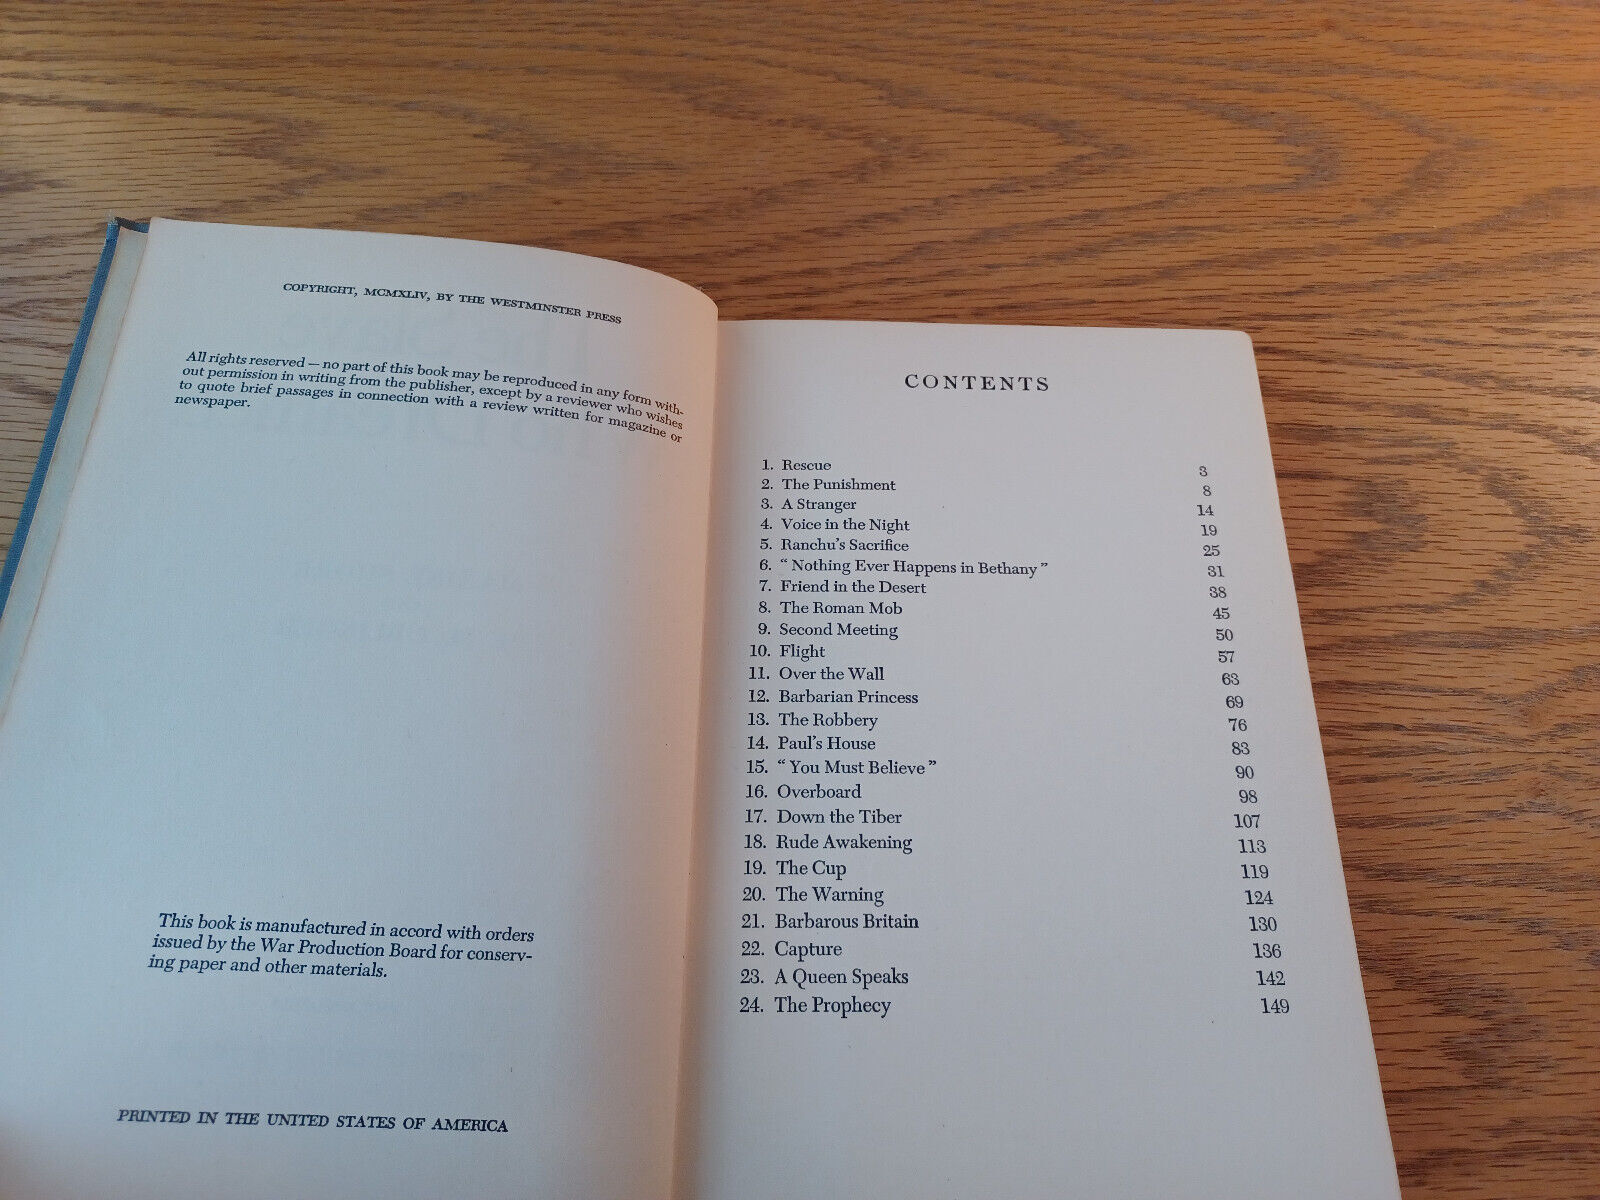 COPYRIGHT, MCMXLIV, BY THE WESTMINSTER PRESS
All rights reserved — no part of this book may be reproduced in any form with-
out permission in writing from the publisher, except by a reviewer who wishes
to quote brief passages in connection with a review written for magazine or
newspaper.
This book is manufactured in accord with orders
issued by the War Production Board for conserv-
ing paper and other materials.
PRINTED IN THE UNITED STATES OF AMERICA
CONTENTS
1. Rescue 3
2. The Punishment 8
3. A Stranger 14
4. Voice in the Night 19
5. Ranchu's Sacrifice 25
6. “Nothing Ever Happens in Bethany” 31
7. Friend in the Desert 38
8. The Roman Mob 45
9. Second Meeting 50
10. Flight 57
11. Over the Wall 63
12. Barbarian Princess 69
13. The Robbery 76
14. Paul's House 83
15. “You Must Believe” 90
16. Overboard 98
17. Down the Tiber 107
18. Rude Awakening 113
19. The Cup 119
20. The Warning 124
21. Barbarous Britain 130
22. Capture 136
23. A Queen Speaks 142
24. The Prophecy 149